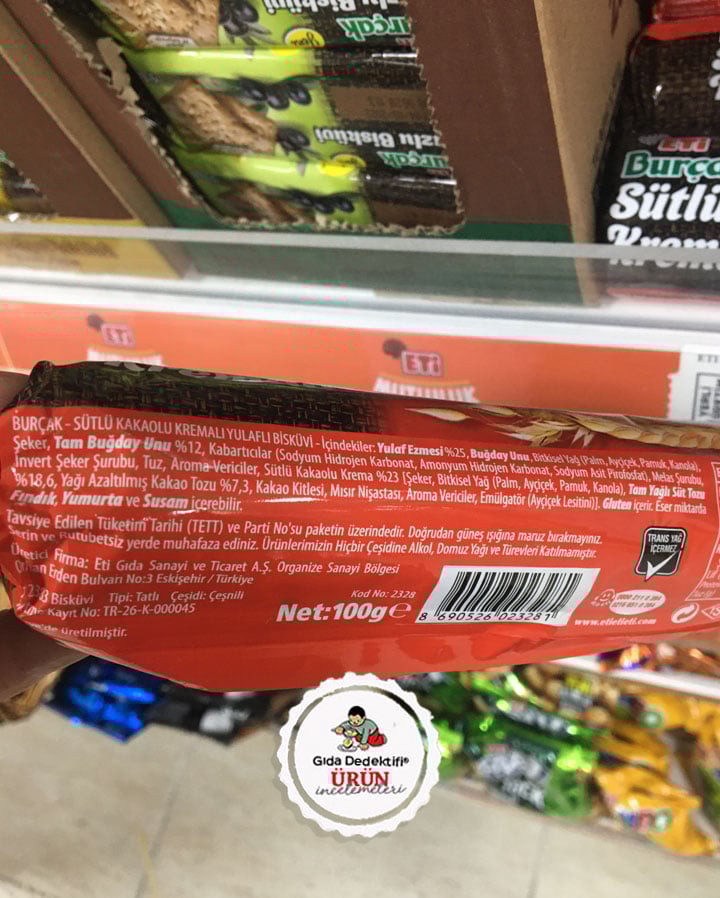 Burçak
ETİ
Burça
Sütlü
Krem
ETİ
ETİ
MUTLULUK
BURÇAK - SÜTLÜ KAKAOLU KREMALI YULAFLI BİSKÜVİ - İçindekiler: Yulaf Ezmesi %25, Buğday Unu, Bitkisel Yağ (Palm, Ayçiçek, Pamuk, Kanola),
Şeker, Tam Buğday Unu %12, Kabartıcılar (Sodyum Hidrojen Karbonat, Amonyum Hidrojen Karbonat, Sodyum Asit Pirofosfat), Melas Şurubu,
İnvert Şeker Şurubu, Tuz, Aroma Vericiler, Sütlü Kakaolu Krema %23 [Şeker, Bitkisel Yağ (Palm, Ayçiçek, Pamuk, Kanola), Tam Yağlı Süt Tozu
%18,6, Yağı Azaltılmış Kakao Tozu %7,3, Kakao Kitlesi, Mısır Nişastası, Aroma Vericiler, Emülgatör (Ayçiçek Lesitini)]. Gluten içerir. Eser miktarda
Fındık, Yumurta ve Susam içerebilir.
Tavsiye Edilen Tüketim Tarihi (TETT) ve Parti No'su paketin üzerindedir. Doğrudan güneş ışığına maruz bırakmayınız.
Serin ve Rutubetsiz yerde muhafaza ediniz. Ürünlerimizin Hiçbir Çeşidine Alkol, Domuz Yağı ve Türevleri Katılmamıştır.
Üretici Firma: Eti Gıda Sanayi ve Ticaret A.Ş. Organize Sanayi Bölgesi
Orhan Erden Bulvarı No:3 Eskişehir / Türkiye
Bisküvi Tipi: Tatlı Çeşidi: Çeşnili
Kayıt No: TR-26-K-000045
üretilmiştir.
Kod No: 2328
Net:100g e
8 690526 023281
TRANS YAĞ
İÇERMEZ
www.etietieti.com
Gıda Dedektifi®
ÜRÜN
incelemeleri